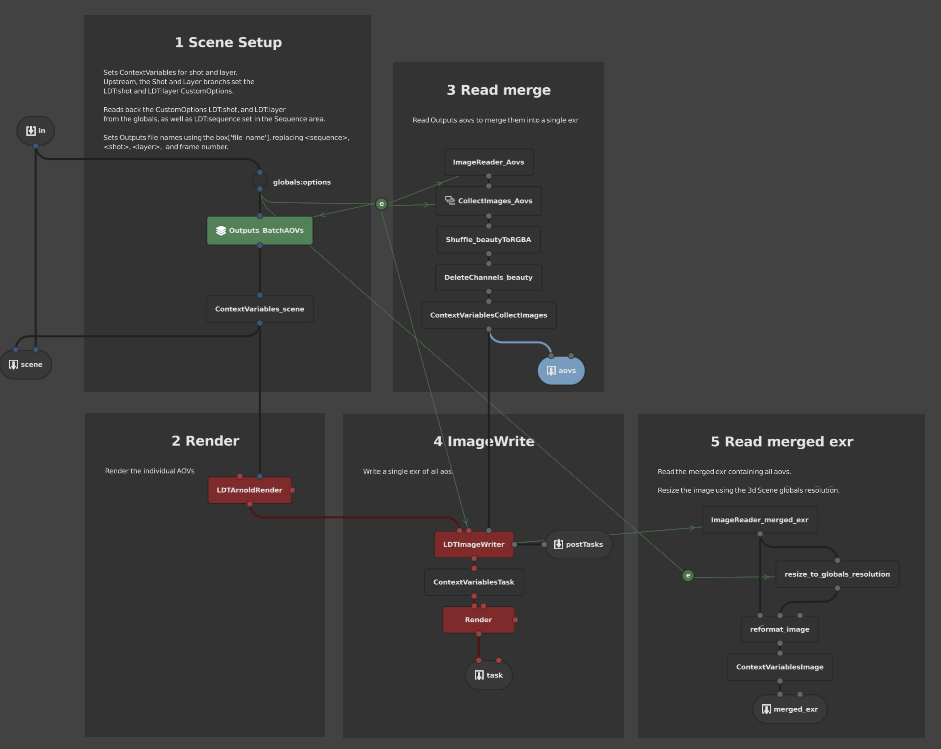 1 Scene Setup
Sets ContextVariables for shot and layer.
Upstream, the Shot and Layer branchs set the
LDT:shot and LDT:layer CustomOptions.
Reads back the CustomOptions LDT:shot, and LDT:layer
from the globals, as well as LDT:sequence set in the Sequence area.
Sets Outputs file names using the box['file_name'], replacing <sequence>,
<shot>, <layer>, and frame number.
in
globals:options
Outputs_BatchAOVs
ContextVariables_scene
scene
3 Read merge
Read Outputs aovs to merge them into a single exr
ImageReader_Aovs
e
CollectImages_Aovs
Shuffle_beautyToRGBA
DeleteChannels_beauty
ContextVariablesCollectImages
aovs
2 Render
Render the individual AOVs
LDTArnoldRender
4 ImageWrite
Write a single exr of all aos.
LDTImageWriter
postTasks
ContextVariablesTask
Render
task
5 Read merged exr
Read the merged exr containing all aovs.
Resize the image using the 3d Scene globals resolution.
ImageReader_merged_exr
e
resize_to_globals_resolution
reformat_image
ContextVariablesImage
merged_exr